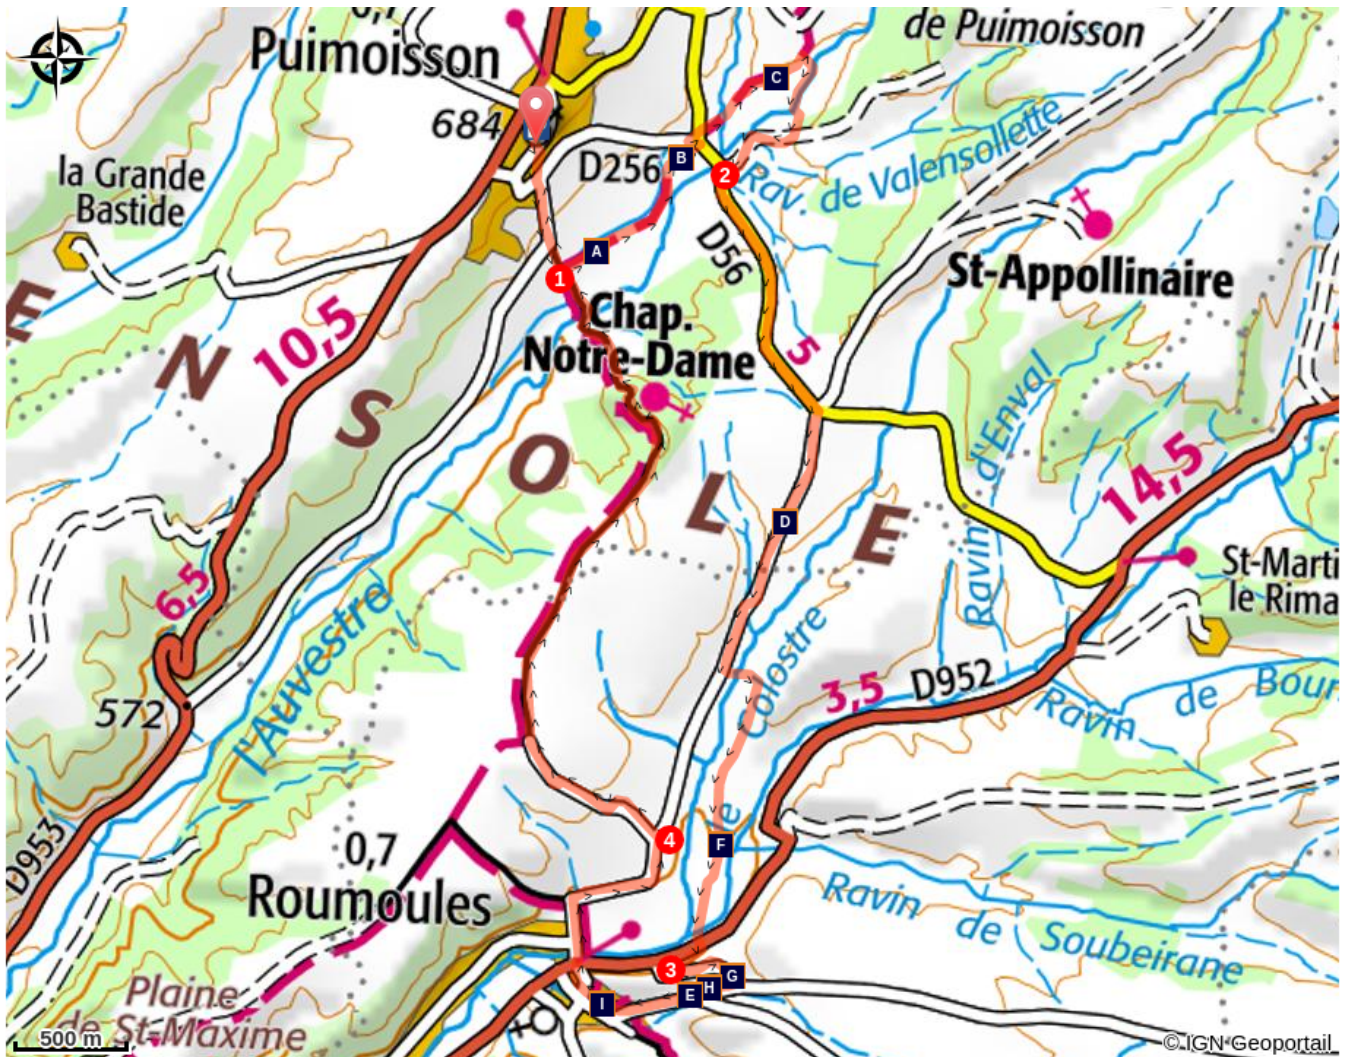 0,7
de Puimoisson
Puimoisson
C
684
B
D256
2
Rav. de Valensollette
la Grande
Bastide
A
D56
1
St-Appollinaire
E
N
S
O
L
E
10,5
Chap.
Notre-Dame
5
Ravin d'Enval
14,5
D
6,5
l'Auvestre
St-Marti
le Rima
le Colostre
3,5
D952
Ravin de Bour
572
D953
4
F
0,7
Roumoules
Ravin de Soubeirane
3
G
H
E
I
Plaine
de St-Maxime
500 m
© IGN Geoportail